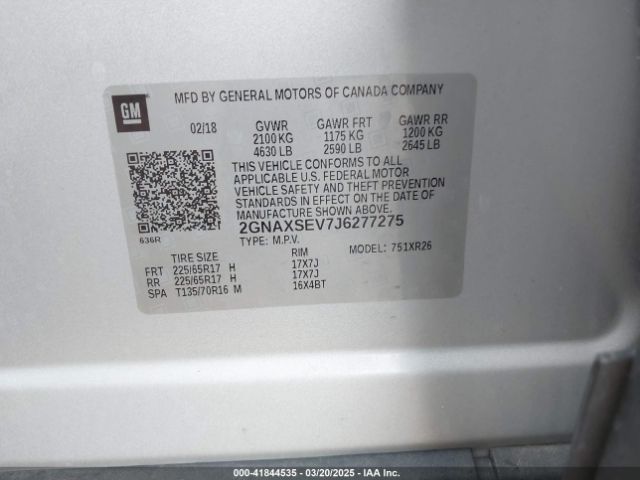 GM
MFD BY GENERAL MOTORS OF CANADA COMPANY
02/18 GVWR GAWR FRT GAWR RR
2100 KG 1175 KG 1200 KG
4630 LB 2590 LB 2645 LB
THIS VEHICLE CONFORMS TO ALL
APPLICABLE U.S. FEDERAL MOTOR
VEHICLE SAFETY AND THEFT PREVENTION
STANDARDS IN EFFECT ON THE DATE OF
MANUFACTURE SHOWN ABOVE.
2GNAXSEV7J6277275
636R
TYPE: M.P.V. MODEL: 751XR26
TIRE SIZE RIM
FRT 225/65R17 H 17X7J
RR 225/65R17 H 17X7J
SPA T135/70R16 M 16X4BT
000-41844535 - 03/20/2025 - IAA, Inc.